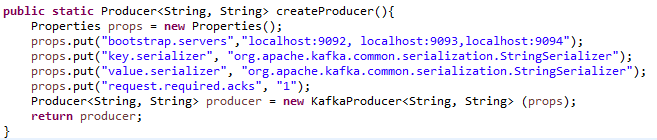 public static Producer<String, String> createProducer(){
Properties props = new Properties();
props.put("bootstrap.servers","localhost:9092, localhost:9093,localhost:9094");
props.put("key.serializer", "org.apache.kafka.common.serialization.StringSerializer");
props.put("value.serializer", "org.apache.kafka.common.serialization.StringSerializer");
props.put("request.required.acks", "1");
Producer<String, String> producer = new KafkaProducer<String, String> (props);
return producer;
}